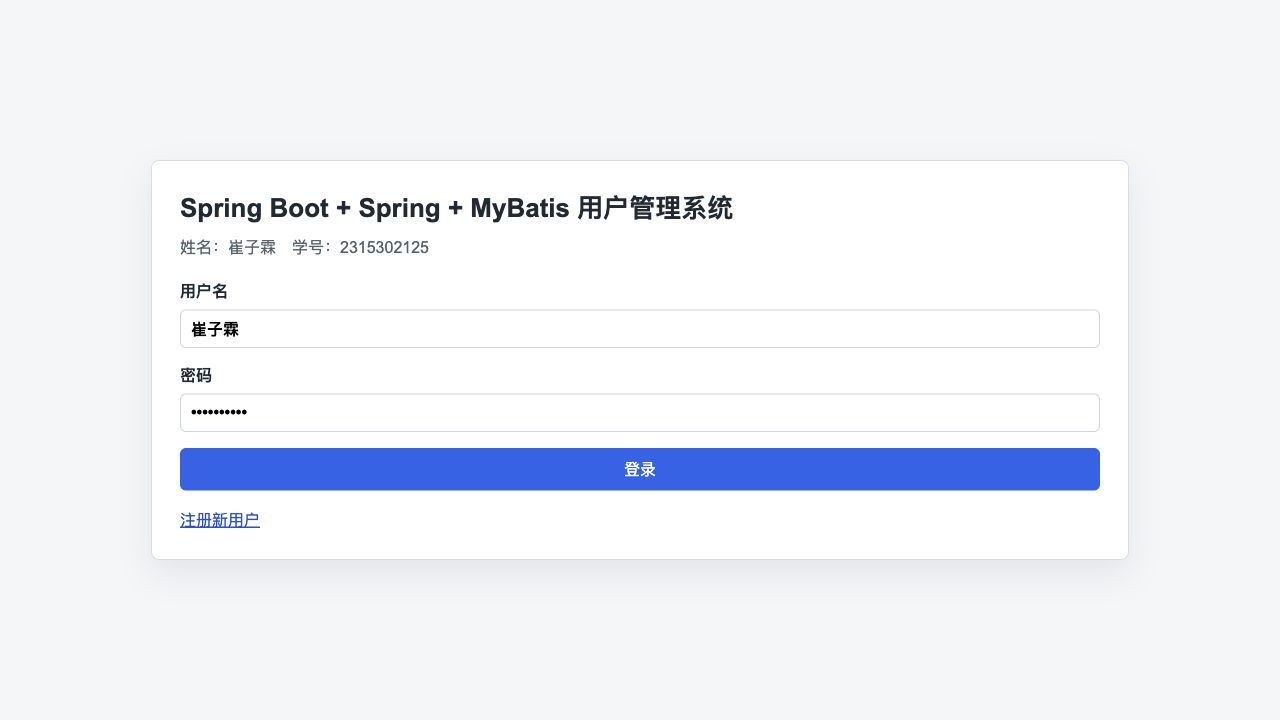 Spring Boot + Spring + MyBatis 用户管理系统
姓名：崔子霖　学号：2315302125
用户名
崔子霖
密码
••••••••••
登录
注册新用户